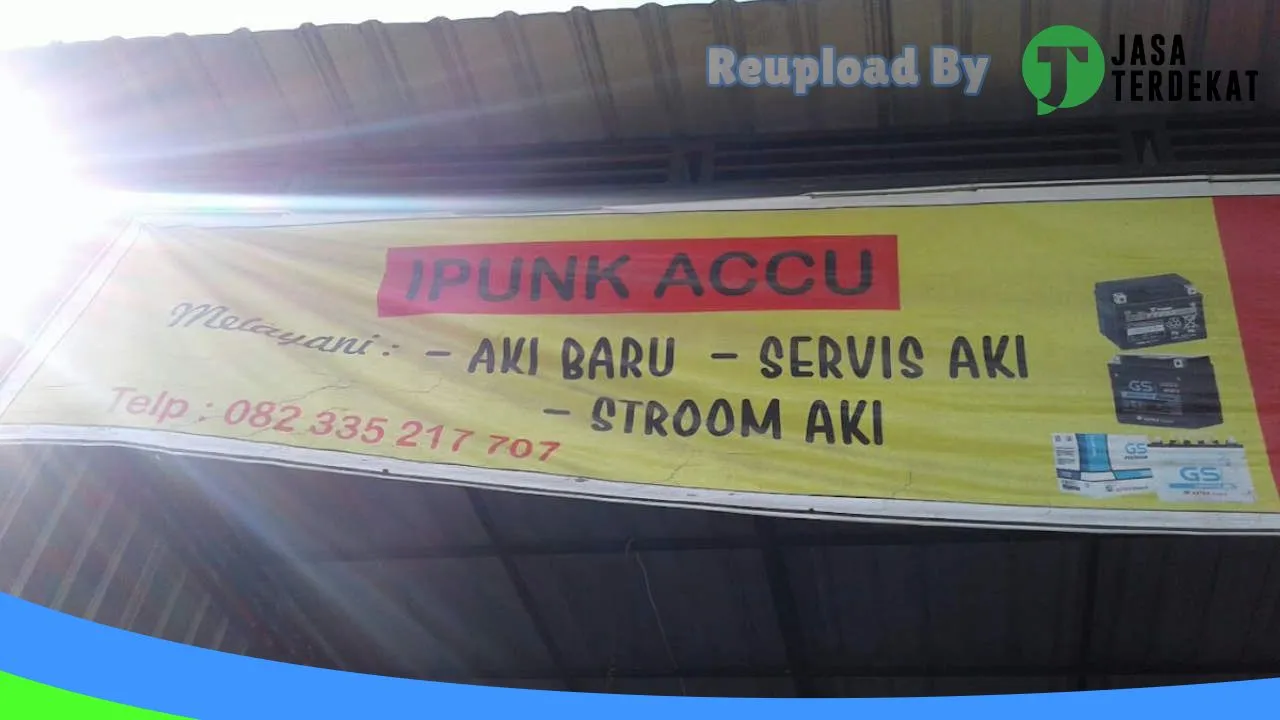 Reupload By
JASA
TERDEKAT
IPUNK ACCU
Melayani : - AKI BARU - SERVIS AKI
- STROOM AKI
Telp : 082 335 217 707
GS
GS
GS